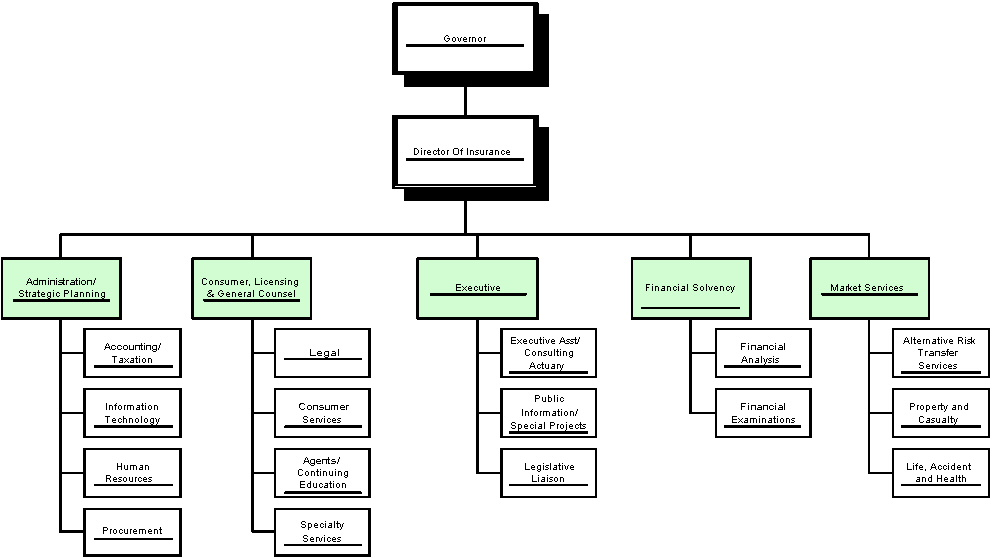 Governor
Director Of Insurance
Administration/
Strategic Planning
Consumer, Licensing
& General Counsel
Executive
Financial Solvency
Market Services
Accounting/
Taxation
Information
Technology
Human
Resources
Procurement
Legal
Consumer
Services
Agents/
Continuing
Education
Specialty
Services
Executive Asst/
Consulting
Actuary
Public
Information/
Special Projects
Legislative
Liaison
Financial
Analysis
Financial
Examinations
Alternative Risk
Transfer
Services
Property and
Casualty
Life, Accident
and Health